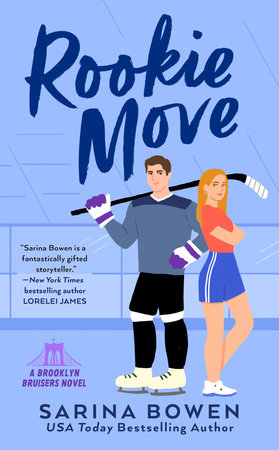 Rookie
Move
“Sarina Bowen is a
fantastically gifted
storyteller.”
—New York Times
bestselling author
LORELEI JAMES
A BROOKLYN
BRUISERS NOVEL
SARINA BOWEN
USA Today Bestselling Author